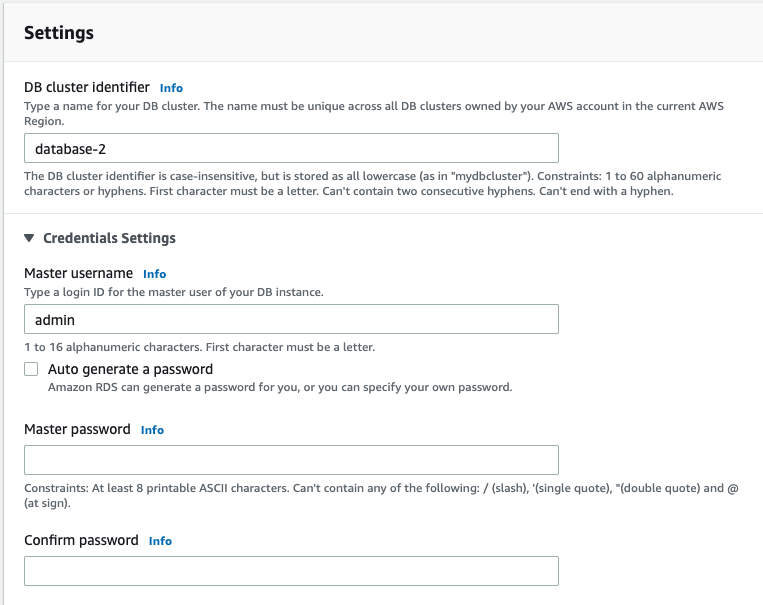 Settings
DB cluster identifier Info
Type a name for your DB cluster. The name must be unique across all DB clusters owned by your AWS account in the current AWS
Region.
database-2
The DB cluster identifier is case-insensitive, but is stored as all lowercase (as in "mydbcluster"). Constraints: 1 to 60 alphanumeric
characters or hyphens. First character must be a letter. Can't contain two consecutive hyphens. Can't end with a hyphen.
Credentials Settings
Master username Info
Type a login ID for the master user of your DB instance.
admin
1 to 16 alphanumeric characters. First character must be a letter.
Auto generate a password
Amazon RDS can generate a password for you, or you can specify your own password.
Master password Info
Constraints: At least 8 printable ASCII characters. Can't contain any of the following: / (slash), '(single quote), "(double quote) and @
(at sign).
Confirm password Info